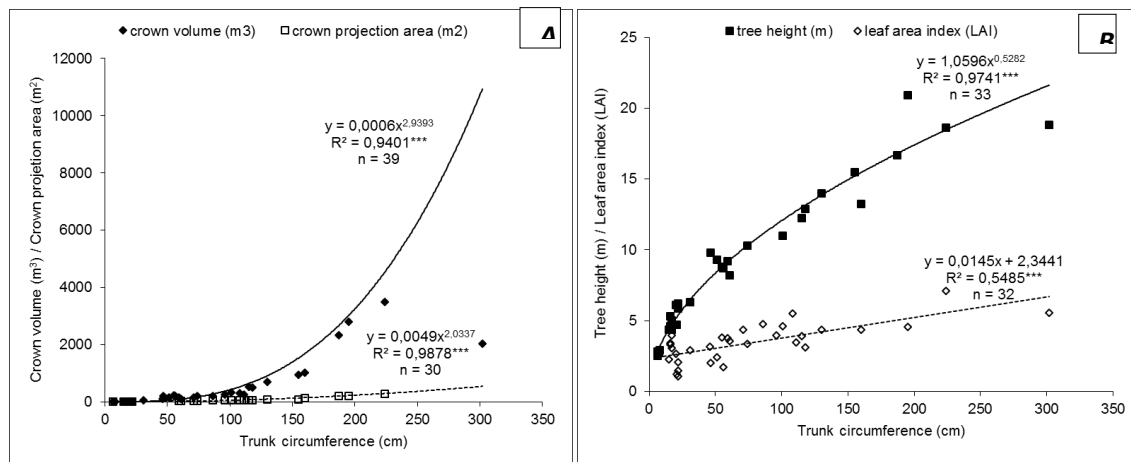 crown volume (m3) crown projection area (m2)
A
12000
10000
8000
6000
4000
2000
0
Crown volume (m³) / Crown projection area (m²)
y = 0,0006x^2,9393
R² = 0,9401***
n = 39
y = 0,0049x^2,0337
R² = 0,9878***
n = 30
0 50 100 150 200 250 300 350
Trunk circumference (cm)
tree height (m) leaf area index (LAI)
B
25
20
15
10
5
0
Tree height (m) / Leaf area index (LAI)
y = 1,0596x^0,5282
R² = 0,9741***
n = 33
y = 0,0145x + 2,3441
R² = 0,5485***
n = 32
0 50 100 150 200 250 300 350
Trunk circumference (cm)